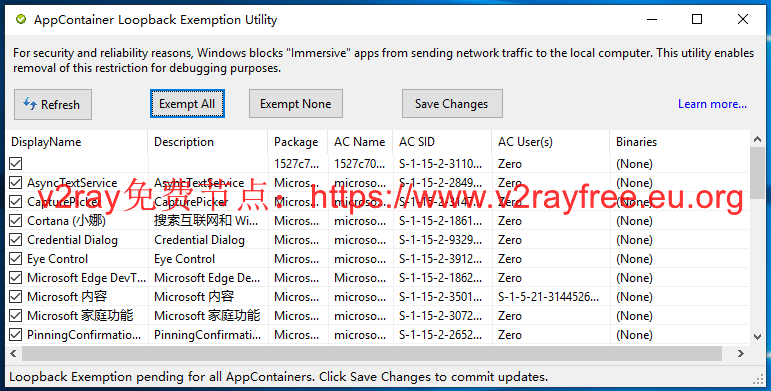 AppContainer Loopback Exemption Utility
For security and reliability reasons, Windows blocks "Immersive" apps from sending network traffic to the local computer. This utility enables
removal of this restriction for debugging purposes.
Refresh Exempt All Exempt None Save Changes Learn more...
DisplayName Description Package AC Name AC SID AC User(s) Binaries
1527c7... 1527c70... S-1-15-2-3110... Zero (None)
AsyncTextService AsyncTextService Micros... microso... S-1-15-2-2849... Zero (None)
v2ray免费节点：https://www.v2rayfree.eu.org
CapturePicker CapturePicker Micros... microso... S-1-15-2-3147... Zero (None)
Cortana (小娜) 搜索互联网和 Wi... Micros... microso... S-1-15-2-1861... Zero (None)
Credential Dialog Credential Dialog Micros... microso... S-1-15-2-9329... Zero (None)
Eye Control Eye Control Micros... microso... S-1-15-2-3912... Zero (None)
Microsoft Edge DevT... Microsoft Edge De... Micros... microso... S-1-15-2-1862... Zero (None)
Microsoft 内容 Microsoft 内容 Micros... microso... S-1-15-2-3501... S-1-5-21-3144526... (None)
Microsoft 家庭功能 Microsoft 家庭功能 Micros... microso... S-1-15-2-3072... Zero (None)
PinningConfirmatio... PinningConfirmati... Micros... microso... S-1-15-2-2652... Zero (None)
Loopback Exemption pending for all AppContainers. Click Save Changes to commit updates.